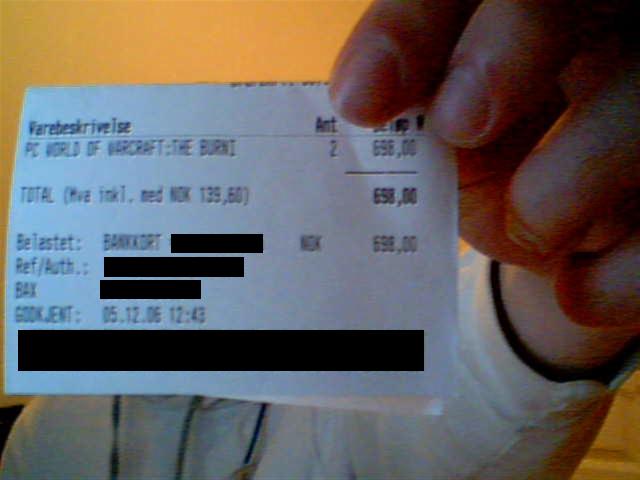 Varebeskrivelse Ant Beløp
PC WORLD OF WARCRAFT:THE BURNI 2 698,00
TOTAL (Mva inkl. med NOK 139,60) 698,00
Belastet: BANKKORT NOK 698,00
Ref/Auth.:
BAX
GODKJENT: 05.12.06 12:43